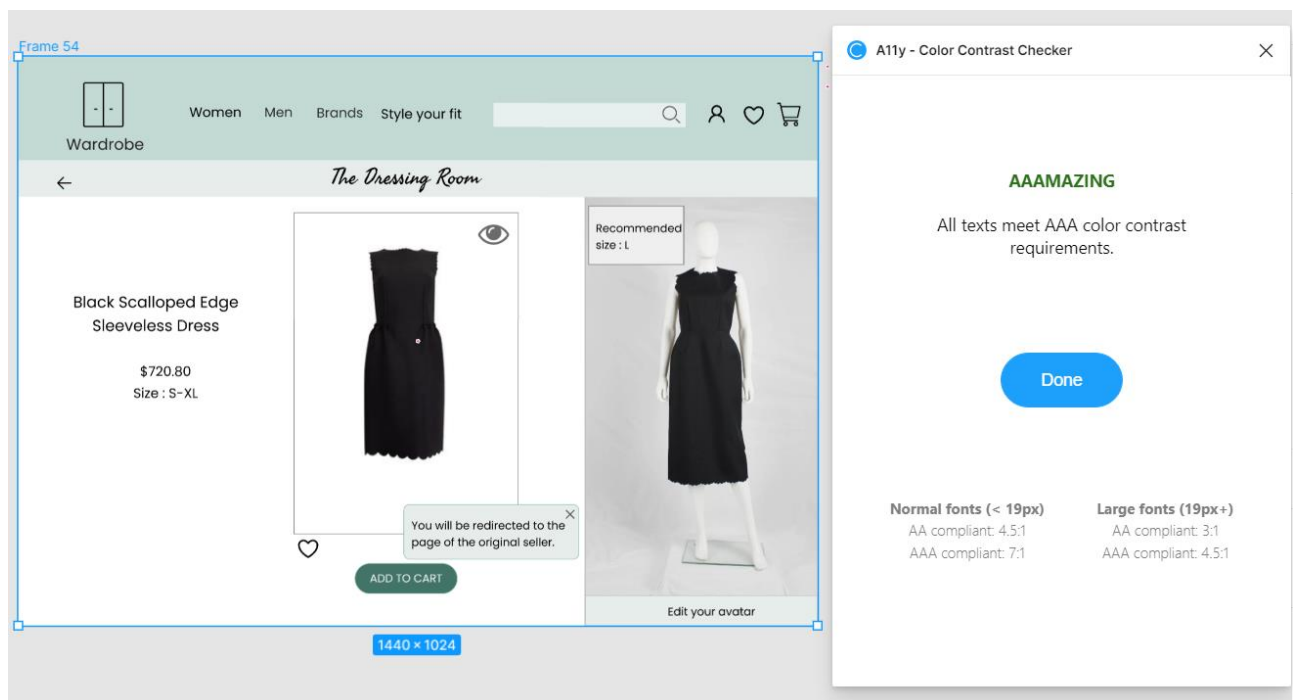 Frame 54
Women Men Brands Style your fit
Wardrobe
The Dressing Room
Black Scalloped Edge
Sleeveless Dress
$720.80
Size : S-XL
Recommended
size : L
You will be redirected to the
page of the original seller.
ADD TO CART
Edit your avatar
1440 × 1024
A11y - Color Contrast Checker
AAAMAZING
All texts meet AAA color contrast
requirements.
Done
Normal fonts (< 19px)
AA compliant: 4.5:1
AAA compliant: 7:1
Large fonts (19px+)
AA compliant: 3:1
AAA compliant: 4.5:1